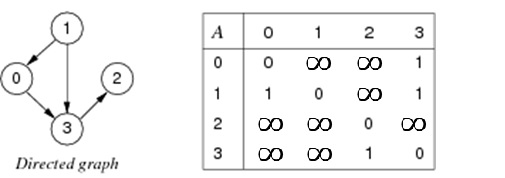 1
0
2
3
Directed graph
A 0 1 2 3
0 0 ∞ ∞ 1
1 1 0 ∞ 1
2 ∞ ∞ 0 ∞
3 ∞ ∞ 1 0